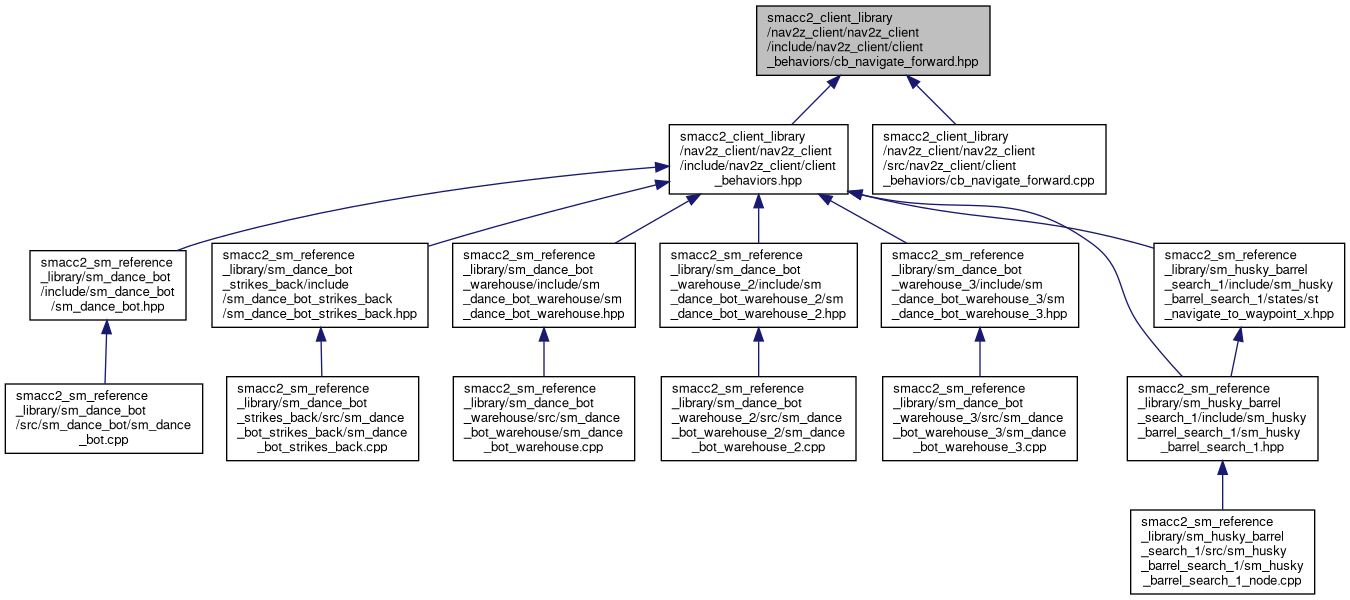 smacc2_client_library
/nav2z_client/nav2z_client
/include/nav2z_client/client
_behaviors/cb_navigate_forward.hpp
smacc2_client_library
/nav2z_client/nav2z_client
/include/nav2z_client/client
_behaviors.hpp
smacc2_client_library
/nav2z_client/nav2z_client
/src/nav2z_client/client
_behaviors/cb_navigate_forward.cpp
smacc2_sm_reference
_library/sm_dance_bot
/include/sm_dance_bot
/sm_dance_bot.hpp
smacc2_sm_reference
_library/sm_dance_bot
_strikes_back/include
/sm_dance_bot_strikes_back
/sm_dance_bot_strikes_back.hpp
smacc2_sm_reference
_library/sm_dance_bot
_warehouse/include/sm
_dance_bot_warehouse/sm
_dance_bot_warehouse.hpp
smacc2_sm_reference
_library/sm_dance_bot
_warehouse_2/include/sm
_dance_bot_warehouse_2/sm
_dance_bot_warehouse_2.hpp
smacc2_sm_reference
_library/sm_dance_bot
_warehouse_3/include/sm
_dance_bot_warehouse_3/sm
_dance_bot_warehouse_3.hpp
smacc2_sm_reference
_library/sm_husky_barrel
_search_1/include/sm_husky
_barrel_search_1/states/st
_navigate_to_waypoint_x.hpp
smacc2_sm_reference
_library/sm_dance_bot
/src/sm_dance_bot/sm_dance
_bot.cpp
smacc2_sm_reference
_library/sm_dance_bot
_strikes_back/src/sm_dance
_bot_strikes_back/sm_dance
_bot_strikes_back.cpp
smacc2_sm_reference
_library/sm_dance_bot
_warehouse/src/sm_dance
_bot_warehouse/sm_dance
_bot_warehouse.cpp
smacc2_sm_reference
_library/sm_dance_bot
_warehouse_2/src/sm_dance
_bot_warehouse_2/sm_dance
_bot_warehouse_2.cpp
smacc2_sm_reference
_library/sm_dance_bot
_warehouse_3/src/sm_dance
_bot_warehouse_3/sm_dance
_bot_warehouse_3.cpp
smacc2_sm_reference
_library/sm_husky_barrel
_search_1/include/sm_husky
_barrel_search_1/sm_husky
_barrel_search_1.hpp
smacc2_sm_reference
_library/sm_husky_barrel
_search_1/src/sm_husky
_barrel_search_1/sm_husky
_barrel_search_1_node.cpp